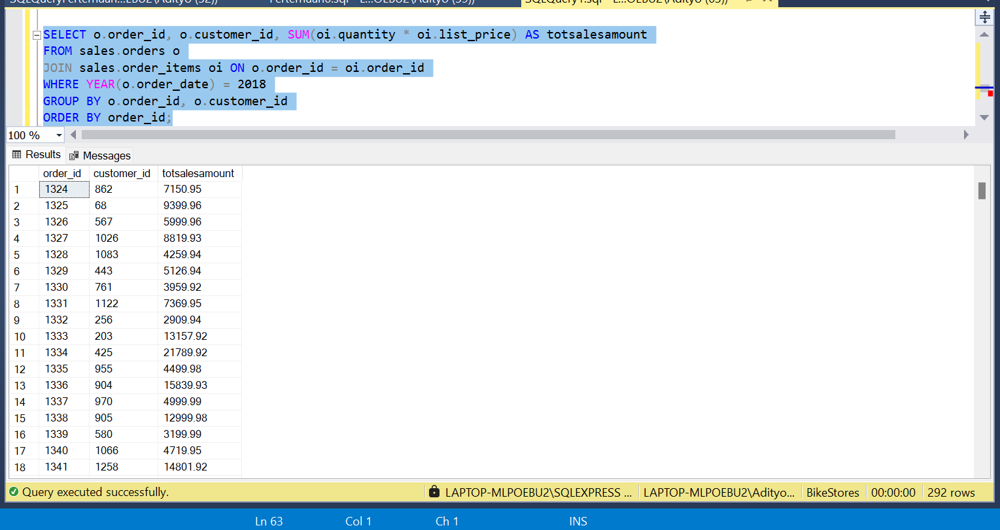 SELECT o.order_id, o.customer_id, SUM(oi.quantity * oi.list_price) AS totsalesamount
FROM sales.orders o
JOIN sales.order_items oi ON o.order_id = oi.order_id
WHERE YEAR(o.order_date) = 2018
GROUP BY o.order_id, o.customer_id
ORDER BY order_id;
100 %
Results Messages
order_id customer_id totsalesamount
1 1324 862 7150.95
2 1325 68 9399.96
3 1326 567 5999.96
4 1327 1026 8819.93
5 1328 1083 4259.94
6 1329 443 5126.94
7 1330 761 3959.92
8 1331 1122 7369.95
9 1332 256 2909.94
10 1333 203 13157.92
11 1334 425 21789.92
12 1335 955 4499.98
13 1336 904 15839.93
14 1337 970 4999.99
15 1338 905 12999.98
16 1339 580 3199.99
17 1340 1066 4719.95
18 1341 1258 14801.92
Query executed successfully. LAPTOP-MLPOEBU2\SQLEXPRESS ... LAPTOP-MLPOEBU2\Adityo... BikeStores 00:00:00 292 rows
Ln 63 Col 1 Ch 1 INS